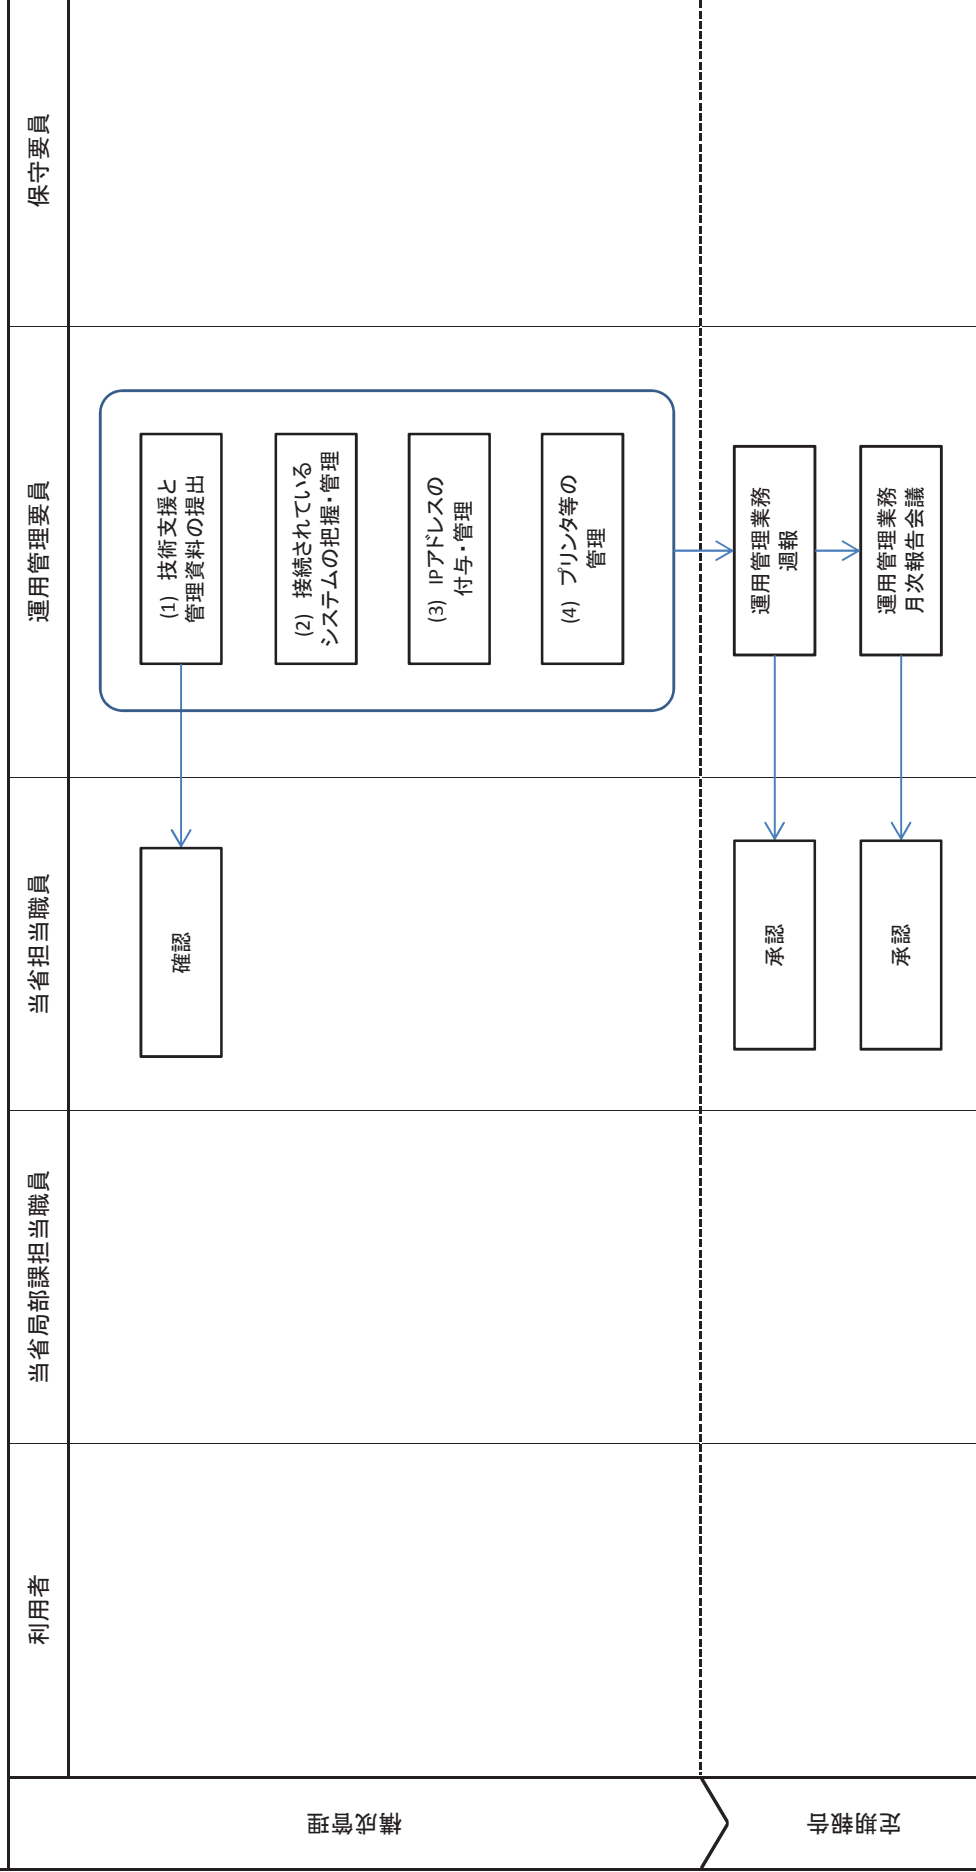 利用者
当省局部課担当職員
当省担当職員
運用管理要員
保守要員
構成管理
確認
(1) 技術支援と
管理資料の提出
(2) 接続されている
システムの把握・管理
(3) IPアドレスの
付与・管理
(4) プリンタ等の
管理
定期報告
承認
運用管理業務
週報
承認
運用管理業務
月次報告会議